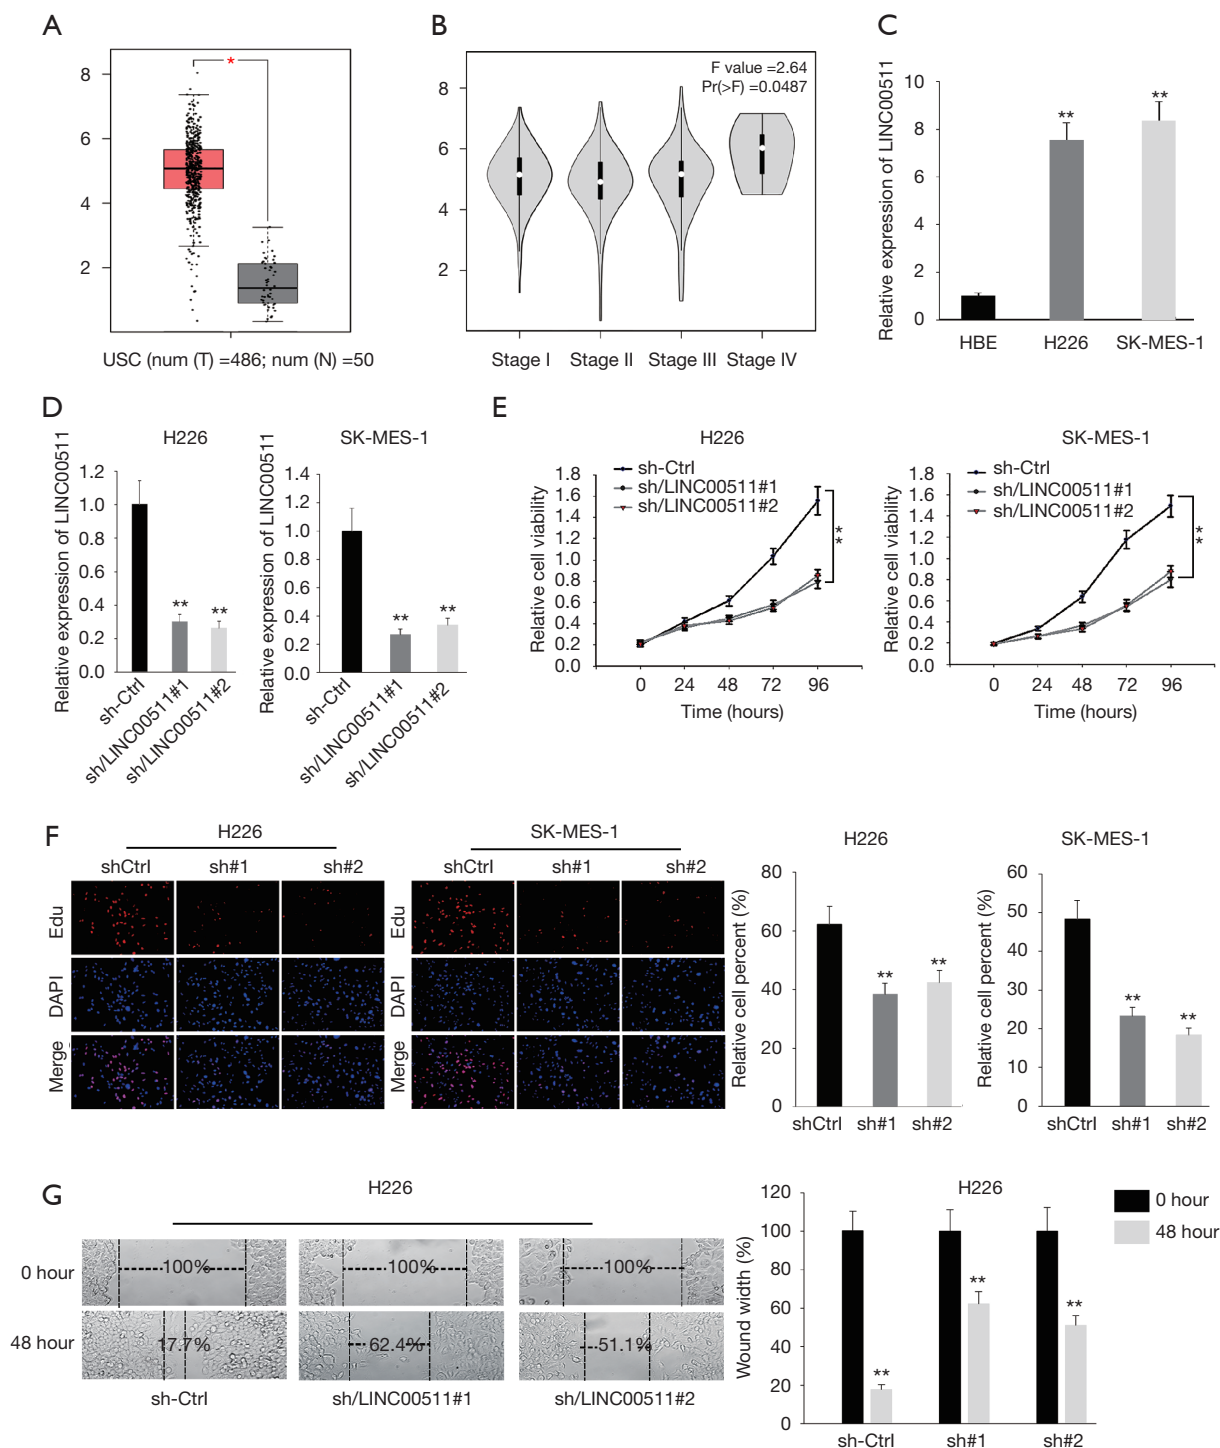 A
8
6
4
2
*
USC (num (T) =486; num (N) =50
B
8
6
4
2
F value =2.64
Pr(>F) =0.0487
Stage I
Stage II
Stage III
Stage IV
C
Relative expression of LINC00511
10
8
6
4
2
0
**
**
HBE
H226
SK-MES-1
D
H226
Relative expression of LINC00511
1.2
1.0
0.8
0.6
0.4
0.2
0.0
**
**
sh-Ctrl
sh/LINC00511#1
sh/LINC00511#2
SK-MES-1
Relative expression of LINC00511
1.4
1.2
1.0
0.8
0.6
0.4
0.2
0.0
**
**
sh-Ctrl
sh/LINC00511#1
sh/LINC00511#2
E
H226
Relative cell viability
1.8
1.6
1.4
1.2
1.0
0.8
0.6
0.4
0.2
0.0
sh-Ctrl
sh/LINC00511#1
sh/LINC00511#2
**
0
24
48
72
96
Time (hours)
SK-MES-1
Relative cell viability
1.8
1.6
1.4
1.2
1.0
0.8
0.6
0.4
0.2
0.0
sh-Ctrl
sh/LINC00511#1
sh/LINC00511#2
**
0
24
48
72
96
Time (hours)
F
H226
shCtrl
sh#1
sh#2
Edu
DAPI
Merge
SK-MES-1
shCtrl
sh#1
sh#2
Edu
DAPI
Merge
H226
Relative cell percent (%)
80
60
40
20
0
**
**
shCtrl
sh#1
sh#2
SK-MES-1
Relative cell percent (%)
60
50
40
30
20
10
0
**
**
shCtrl
sh#1
sh#2
G
H226
0 hour
100%
100%
100%
48 hour
17.7%
62.4%
51.1%
sh-Ctrl
sh/LINC00511#1
sh/LINC00511#2
H226
Wound width (%)
120
100
80
60
40
20
0
**
**
**
sh-Ctrl
sh#1
sh#2
0 hour
48 hour